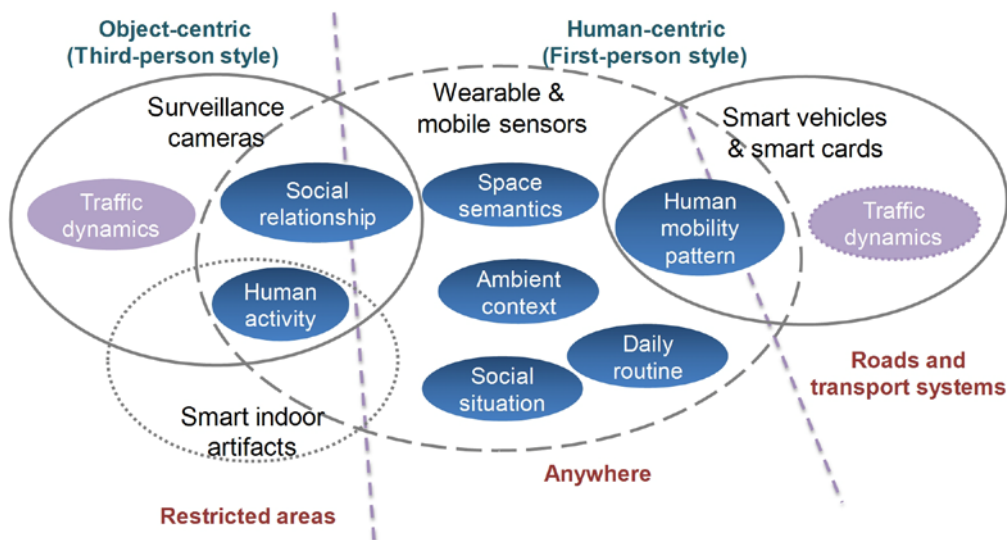 Object-centric
(Third-person style)
Human-centric
(First-person style)
Surveillance
cameras
Wearable &
mobile sensors
Smart vehicles
& smart cards
Traffic
dynamics
Social
relationship
Space
semantics
Human
mobility
pattern
Traffic
dynamics
Human
activity
Ambient
context
Daily
routine
Social
situation
Smart indoor
artifacts
Roads and
transport systems
Anywhere
Restricted areas